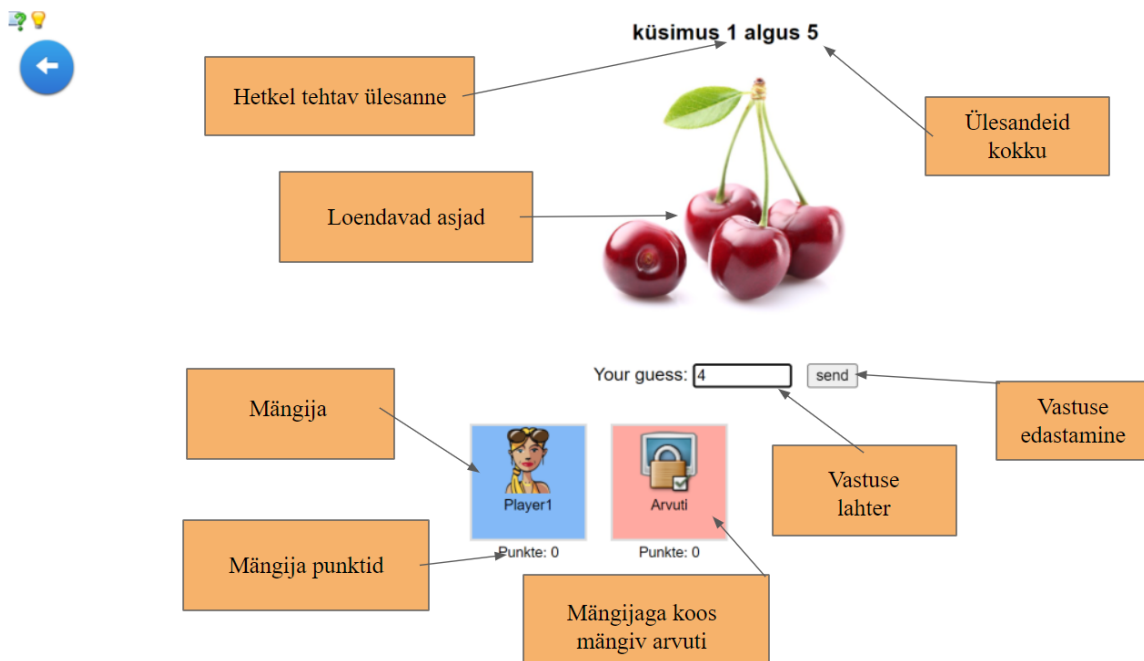 küsimus 1 algus 5
Hetkel tehtav ülesanne
Ülesandeid
kokku
Loendavad asjad
Your guess: 4 send
Mängija
Vastuse
edastamine
Vastuse
lahter
Player1
Arvuti
Punkte: 0
Punkte: 0
Mängija punktid
Mängijaga koos
mängiv arvuti